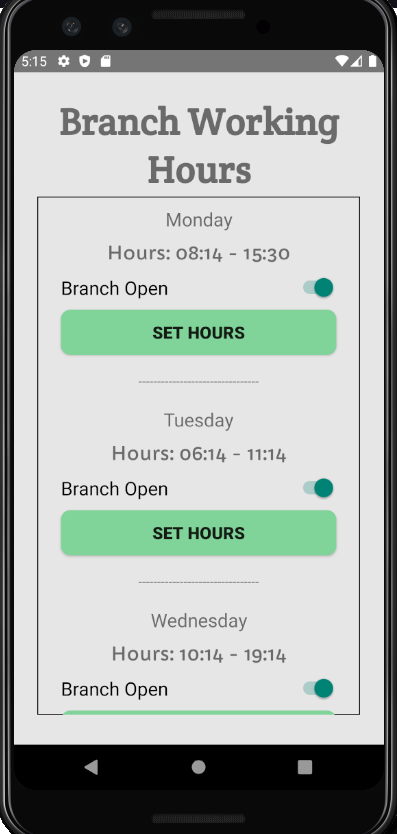 5:15
Branch Working
Hours
Monday
Hours: 08:14 - 15:30
Branch Open
SET HOURS
--------------------------------
Tuesday
Hours: 06:14 - 11:14
Branch Open
SET HOURS
--------------------------------
Wednesday
Hours: 10:14 - 19:14
Branch Open